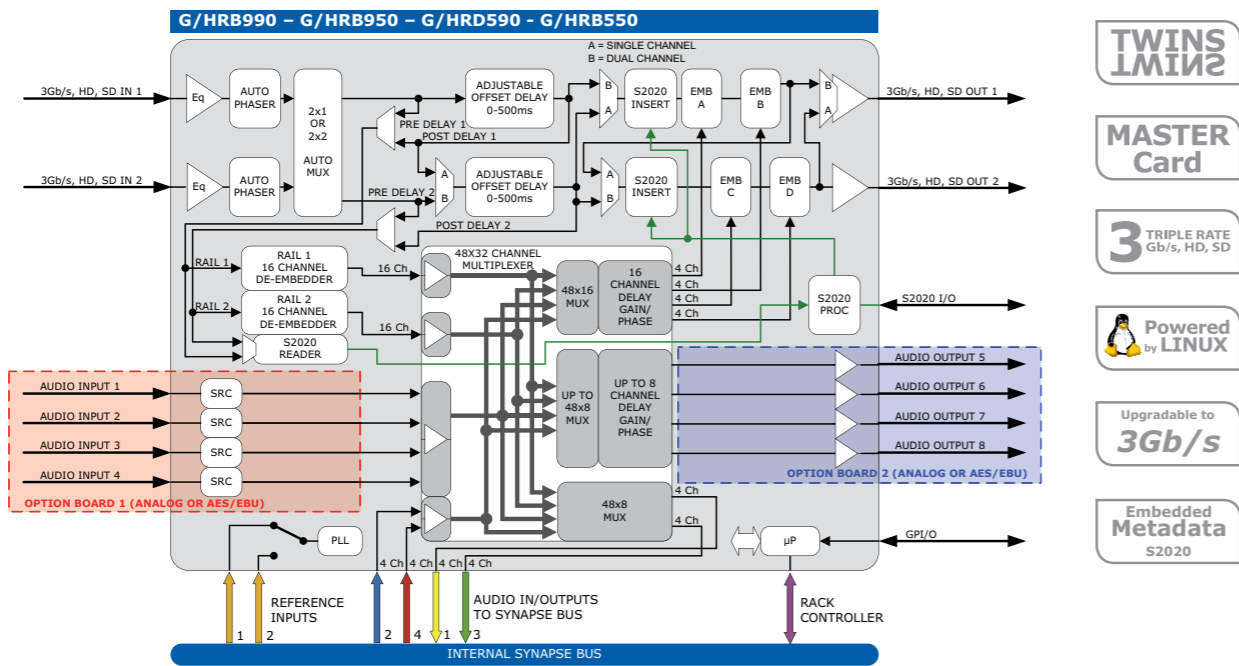 G/HRB990 – G/HRB950 – G/HRD590 - G/HRB550
A = SINGLE CHANNEL
B = DUAL CHANNEL
3Gb/s, HD, SD IN 1
Eq
AUTO
PHASER
2x1
OR
2x2
AUTO
MUX
ADJUSTABLE
OFFSET DELAY
0-500ms
B
A
S2020
INSERT
EMB
A
EMB
B
B
A
3Gb/s, HD, SD OUT 1
PRE DELAY 1
POST DELAY 1
3Gb/s, HD, SD IN 2
Eq
AUTO
PHASER
PRE DELAY 2
A
B
ADJUSTABLE
OFFSET DELAY
0-500ms
A
B
S2020
INSERT
EMB
C
EMB
D
3Gb/s, HD, SD OUT 2
POST DELAY 2
RAIL 1
RAIL 1
16 CHANNEL
DE-EMBEDDER
16 Ch
48X32 CHANNEL
MULTIPLEXER
48x16
MUX
16
CHANNEL
DELAY
GAIN/
PHASE
4 Ch
4 Ch
4 Ch
4 Ch
RAIL 2
RAIL 2
16 CHANNEL
DE-EMBEDDER
16 Ch
S2020
READER
S2020
PROC
S2020 I/O
AUDIO INPUT 1
SRC
AUDIO INPUT 2
SRC
AUDIO INPUT 3
SRC
AUDIO INPUT 4
SRC
OPTION BOARD 1 (ANALOG OR AES/EBU)
UP TO
48x8
MUX
UP TO 8
CHANNEL
DELAY
GAIN/
PHASE
AUDIO OUTPUT 5
AUDIO OUTPUT 6
AUDIO OUTPUT 7
AUDIO OUTPUT 8
OPTION BOARD 2 (ANALOG OR AES/EBU)
48x8
MUX
4 Ch
4 Ch
PLL
µP
GPI/O
4 Ch
4 Ch
4 Ch
4 Ch
REFERENCE
INPUTS
AUDIO IN/OUTPUTS
TO SYNAPSE BUS
RACK
CONTROLLER
1
2
2
4
1
3
INTERNAL SYNAPSE BUS
TWINS
TWINS
MASTER
Card
3 TRIPLE RATE
Gb/s, HD, SD
Powered
by LINUX
Upgradable to
3Gb/s
Embedded
Metadata
S2020